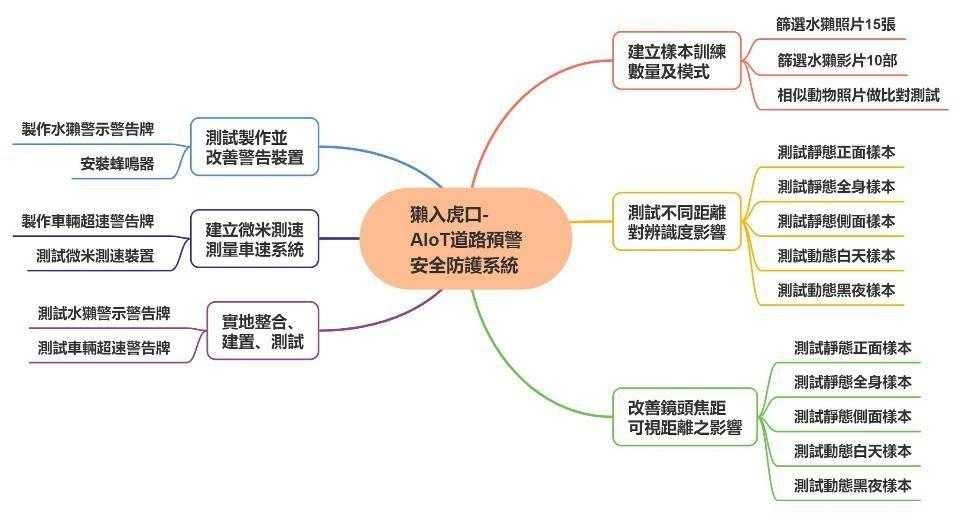 獺入虎口-
AIoT道路預警
安全防護系統
建立樣本訓練
數量及模式
篩選水獺照片15張
篩選水獺影片10部
相似動物照片做比對測試
測試不同距離
對辨識度影響
測試靜態正面樣本
測試靜態全身樣本
測試靜態側面樣本
測試動態白天樣本
測試動態黑夜樣本
改善鏡頭焦距
可視距離之影響
測試靜態正面樣本
測試靜態全身樣本
測試靜態側面樣本
測試動態白天樣本
測試動態黑夜樣本
測試製作並
改善警告裝置
製作水獺警示警告牌
安裝蜂鳴器
建立微米測速
測量車速系統
製作車輛超速警告牌
測試微米測速裝置
實地整合、
建置、測試
測試水獺警示警告牌
測試車輛超速警告牌